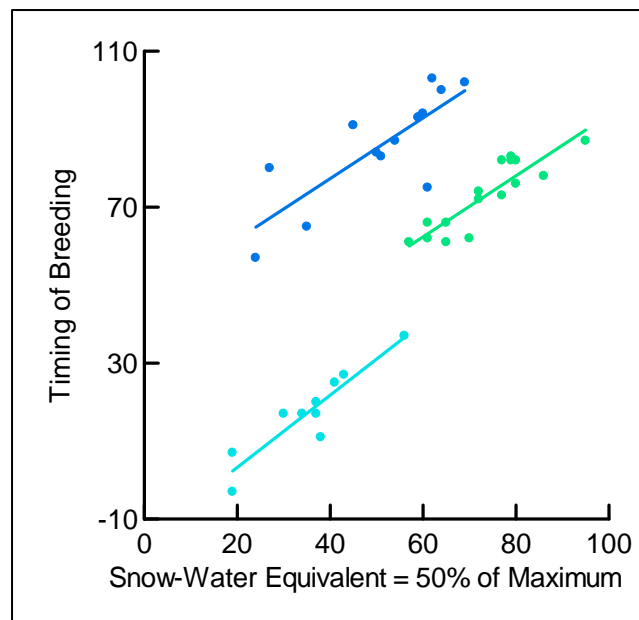 110
70
30
-10
Timing of Breeding
0 20 40 60 80 100
Snow-Water Equivalent = 50% of Maximum